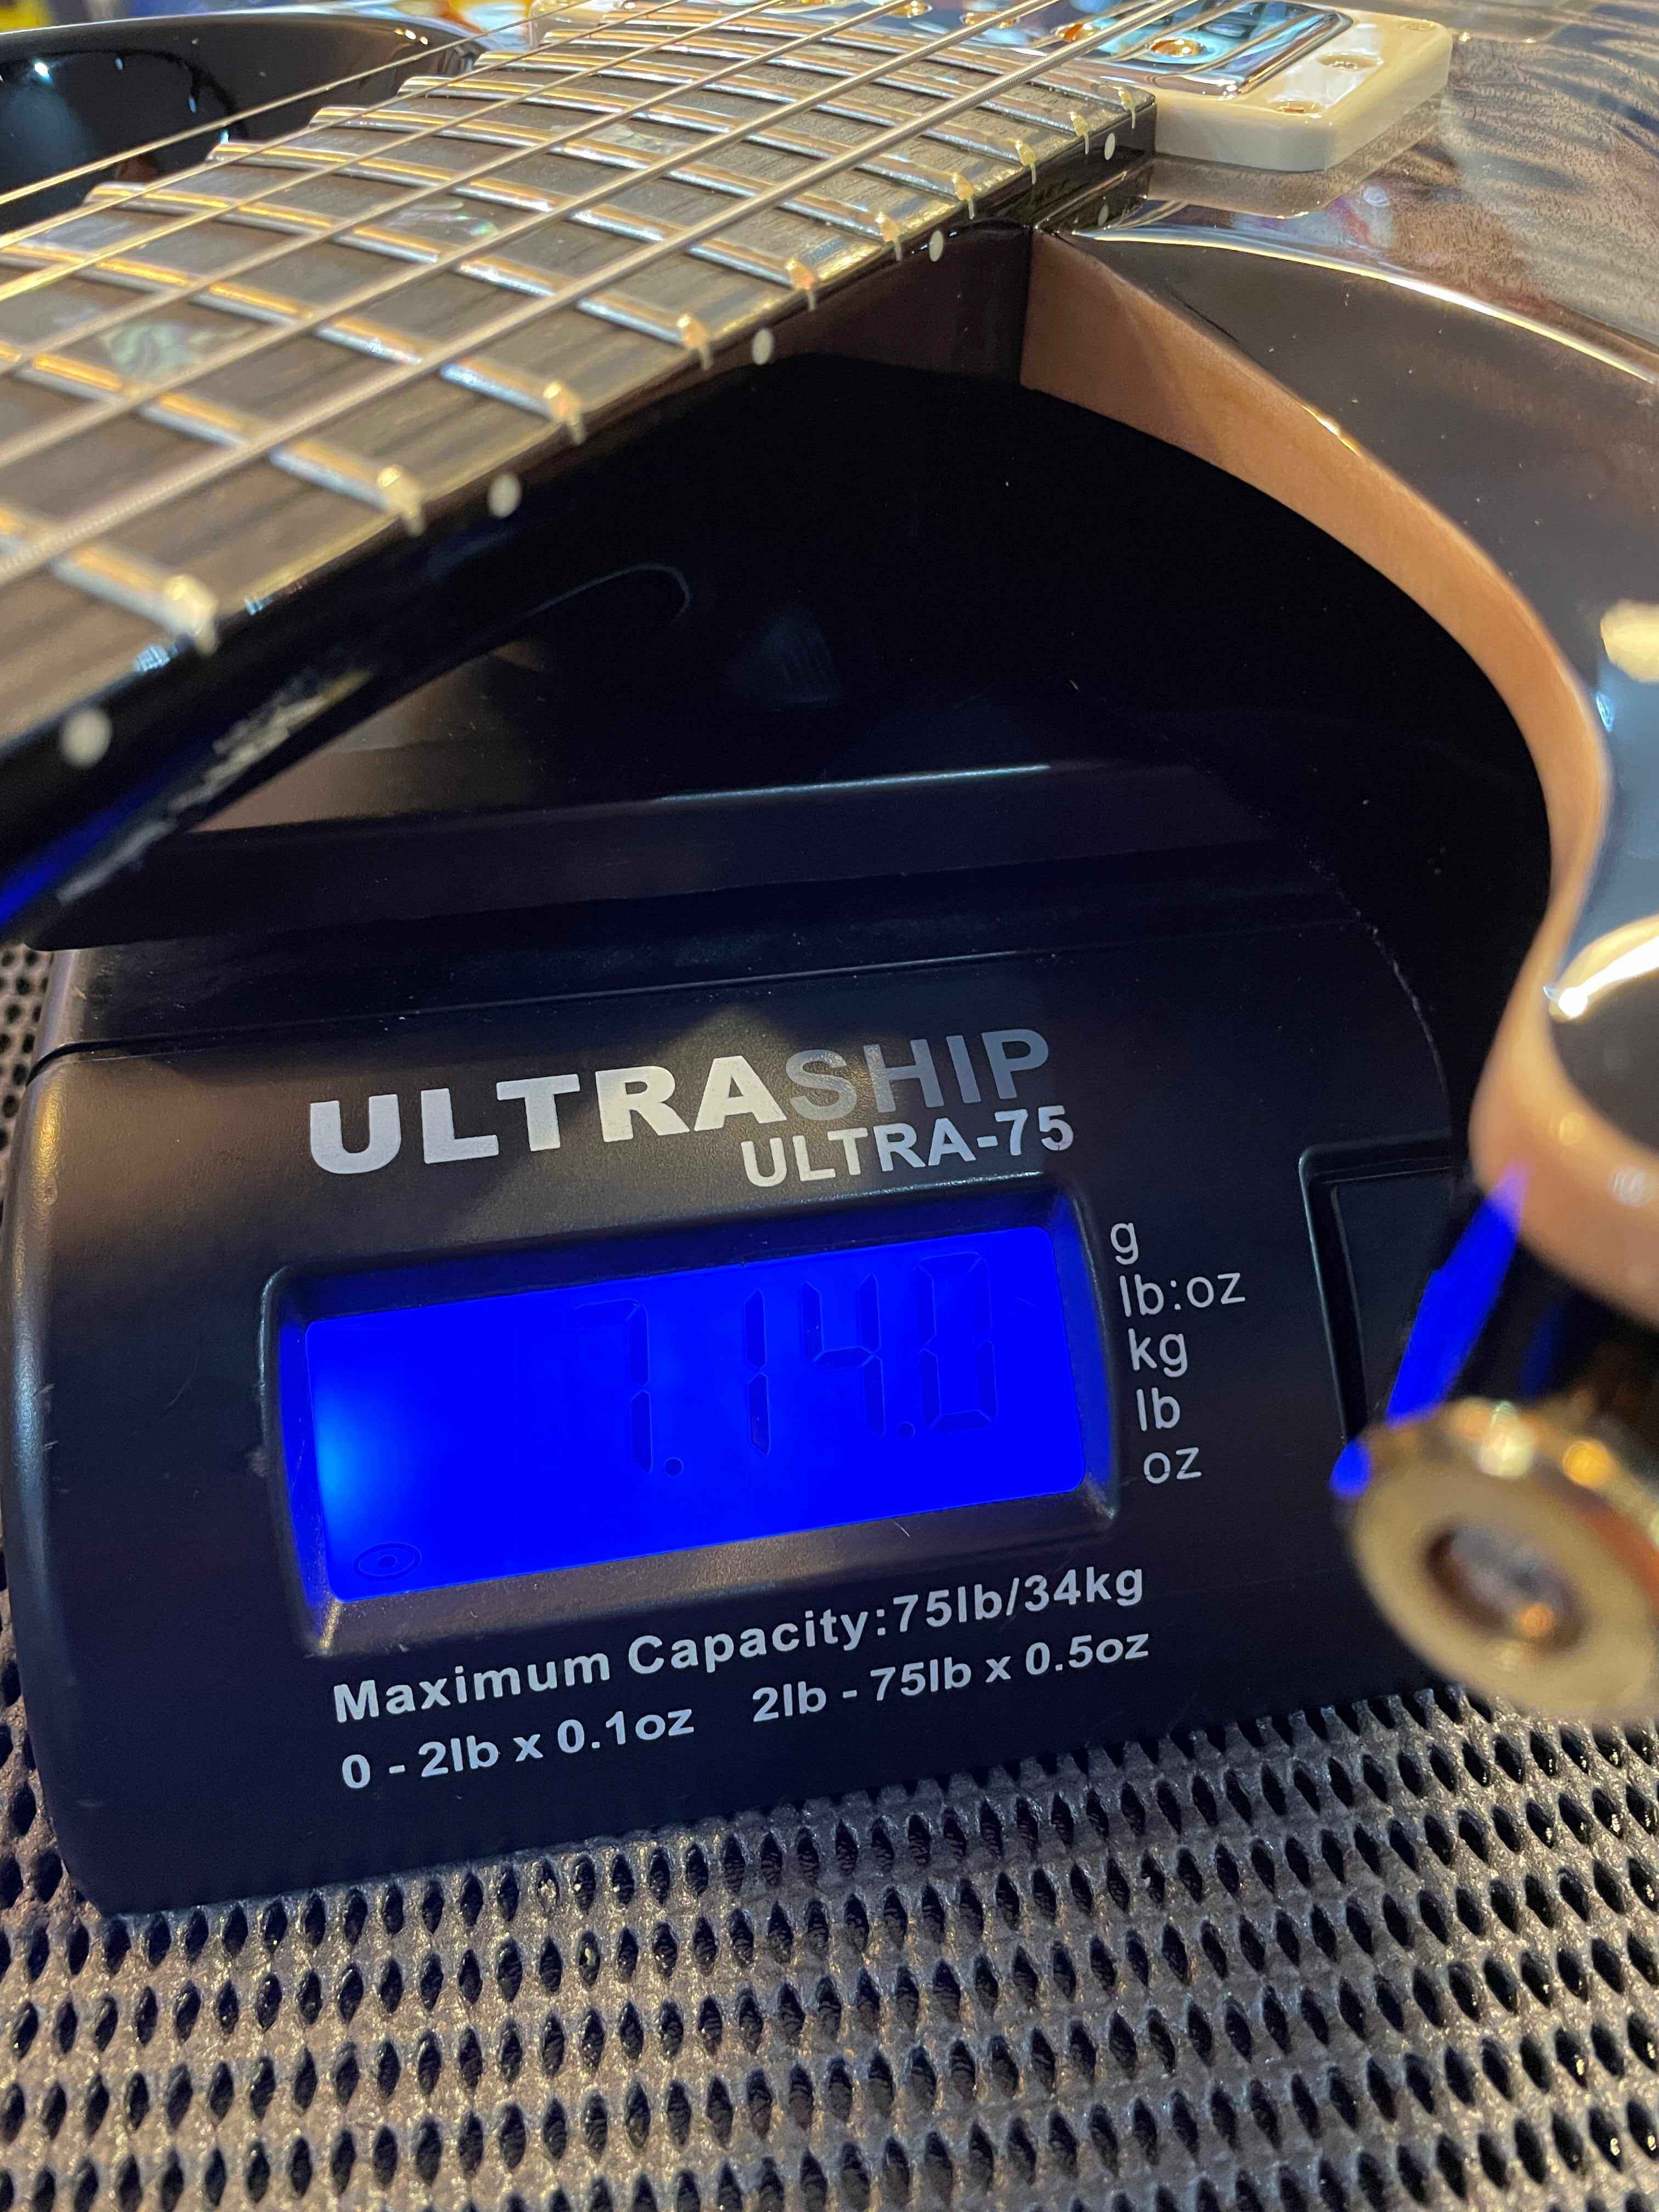 ULTRASHIP
ULTRA-75
7.14.0
g
lb:oz
kg
lb
oz
Maximum Capacity:75lb/34kg
0 - 2lb x 0.1oz 2lb - 75lb x 0.5oz